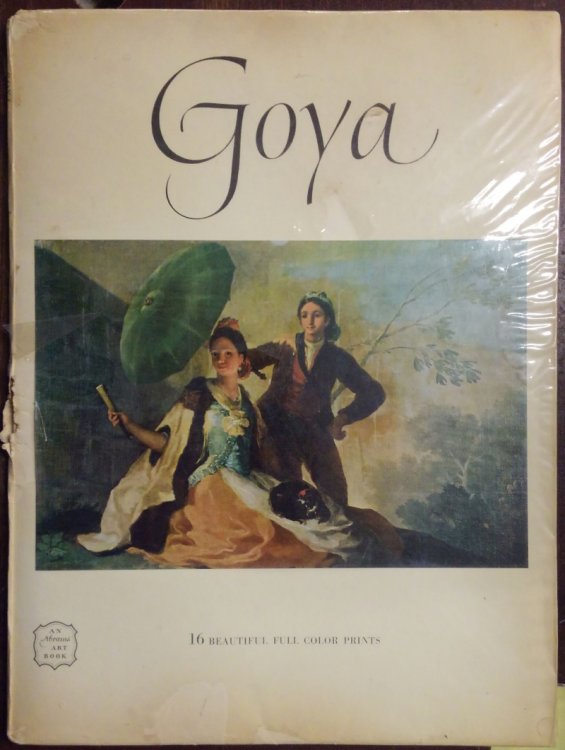 Goya
AN
Abrams
ART
BOOK
16 BEAUTIFUL FULL COLOR PRINTS